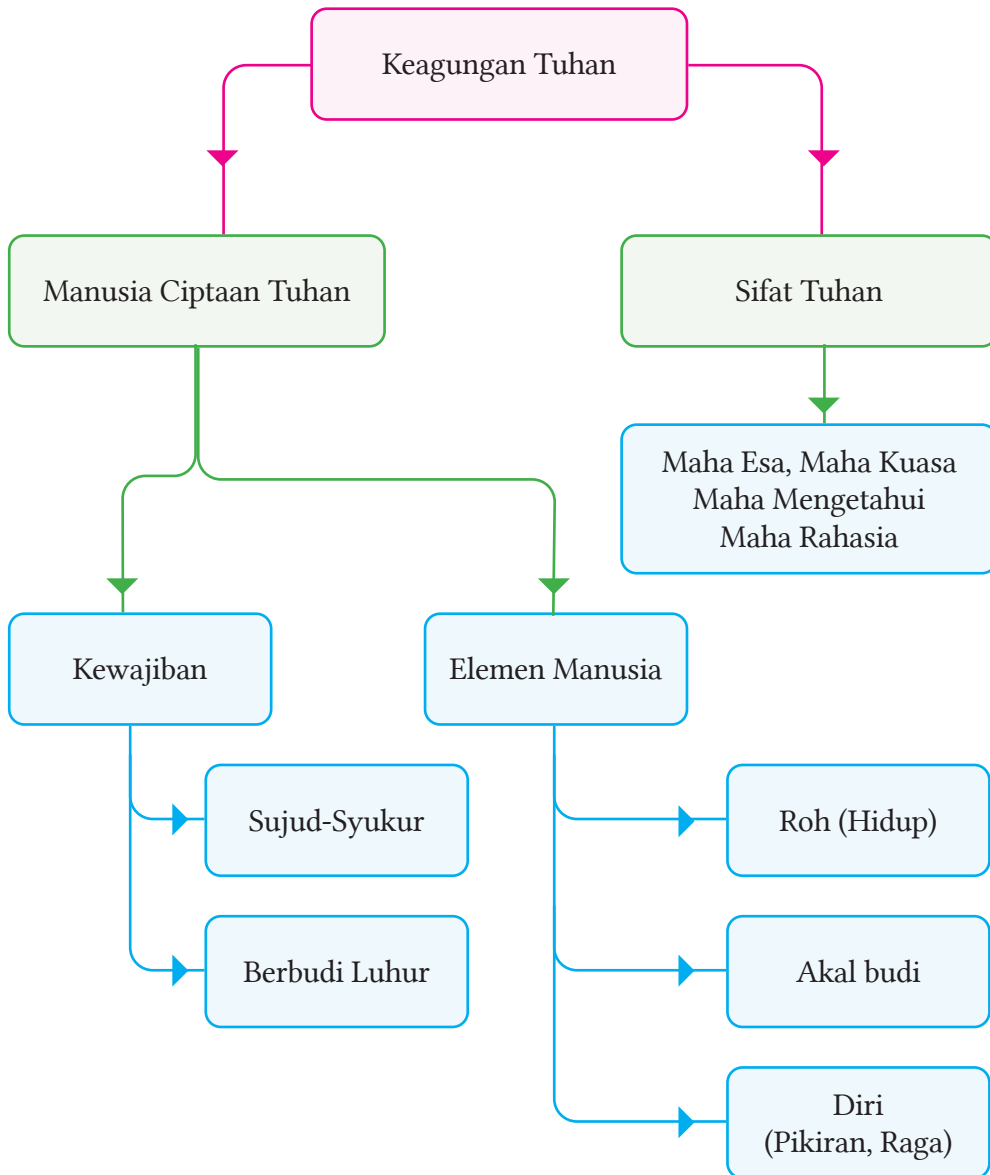 Keagungan Tuhan
Manusia Ciptaan Tuhan
Sifat Tuhan
Maha Esa, Maha Kuasa
Maha Mengetahui
Maha Rahasia
Kewajiban
Elemen Manusia
Sujud-Syukur
Roh (Hidup)
Berbudi Luhur
Akal budi
Diri
(Pikiran, Raga)